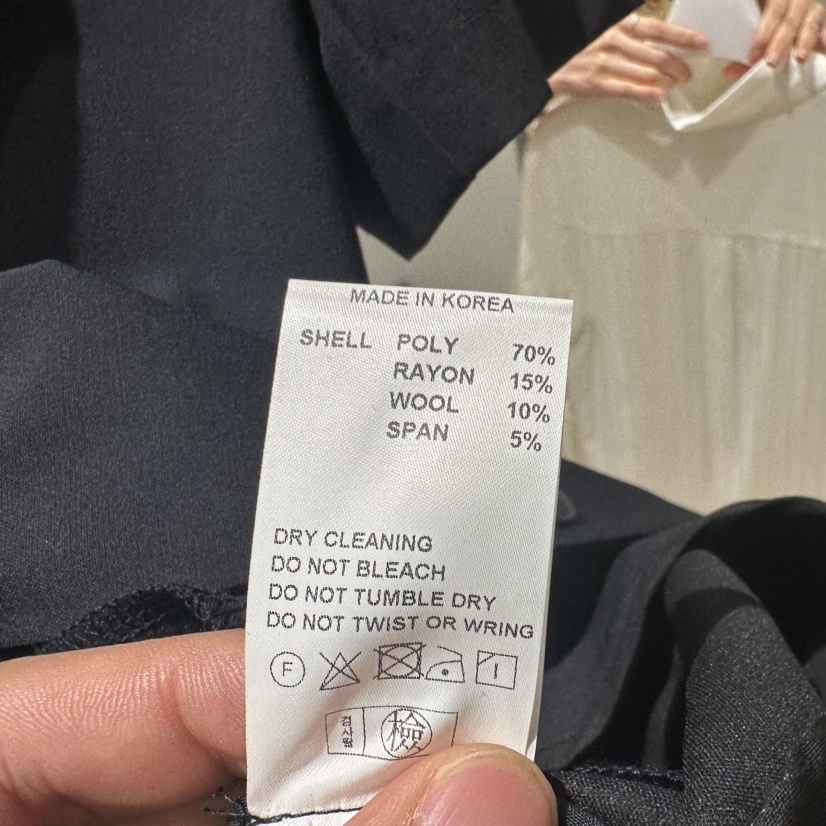 MADE IN KOREA
SHELL POLY 70%
RAYON 15%
WOOL 10%
SPAN 5%
DRY CLEANING
DO NOT BLEACH
DO NOT TUMBLE DRY
DO NOT TWIST OR WRING
F
검사필 檢